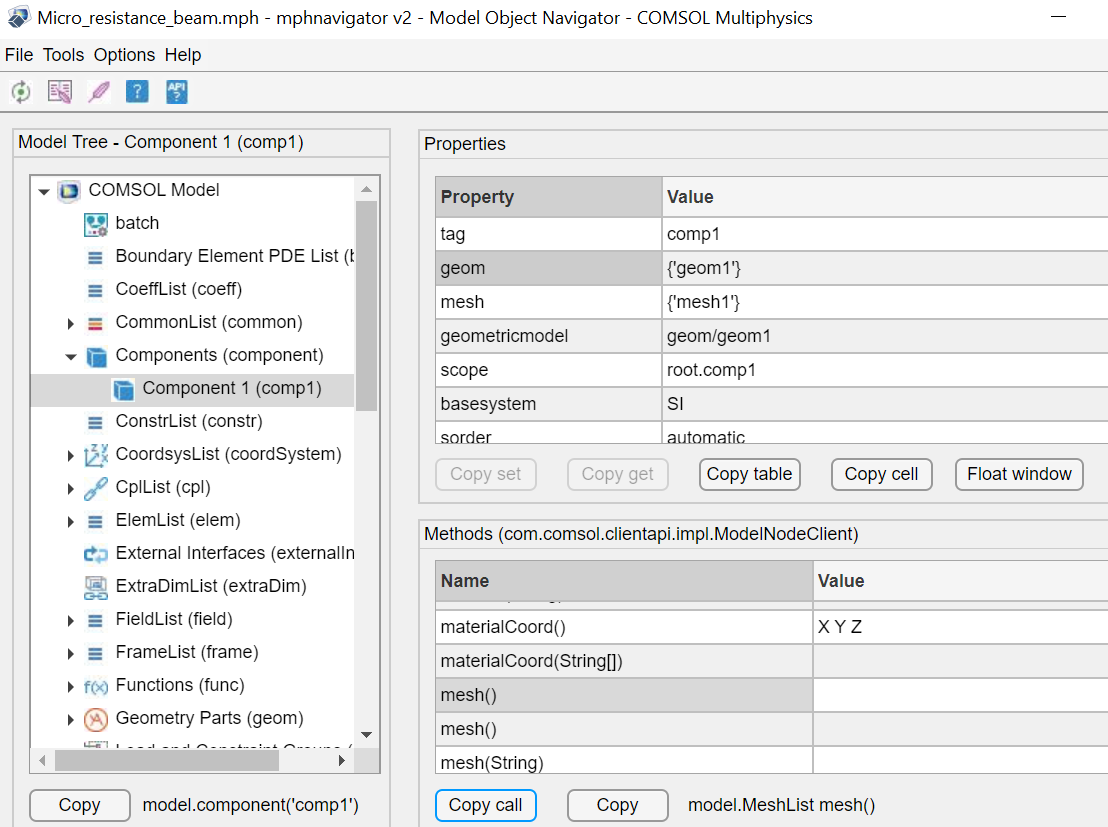 Micro_resistance_beam.mph - mphnavigator v2 - Model Object Navigator - COMSOL Multiphysics
File Tools Options Help
API
Model Tree - Component 1 (comp1)
COMSOL Model
batch
Boundary Element PDE List (b
CoeffList (coeff)
CommonList (common)
Components (component)
Component 1 (comp1)
ConstrList (constr)
CoordsysList (coordSystem)
CplList (cpl)
ElemList (elem)
External Interfaces (externalIn
ExtraDimList (extraDim)
FieldList (field)
FrameList (frame)
Functions (func)
Geometry Parts (geom)
Load and Constraint Groups (
Copy model.component('comp1')
Properties
Property Value
tag comp1
geom {'geom1'}
mesh {'mesh1'}
geometricmodel geom/geom1
scope root.comp1
basesystem SI
sorder automatic
Copy set Copy get Copy table Copy cell Float window
Methods (com.comsol.clientapi.impl.ModelNodeClient)
Name Value
materialCoord() X Y Z
materialCoord(String[])
mesh()
mesh()
mesh(String)
Copy call Copy model.MeshList mesh()